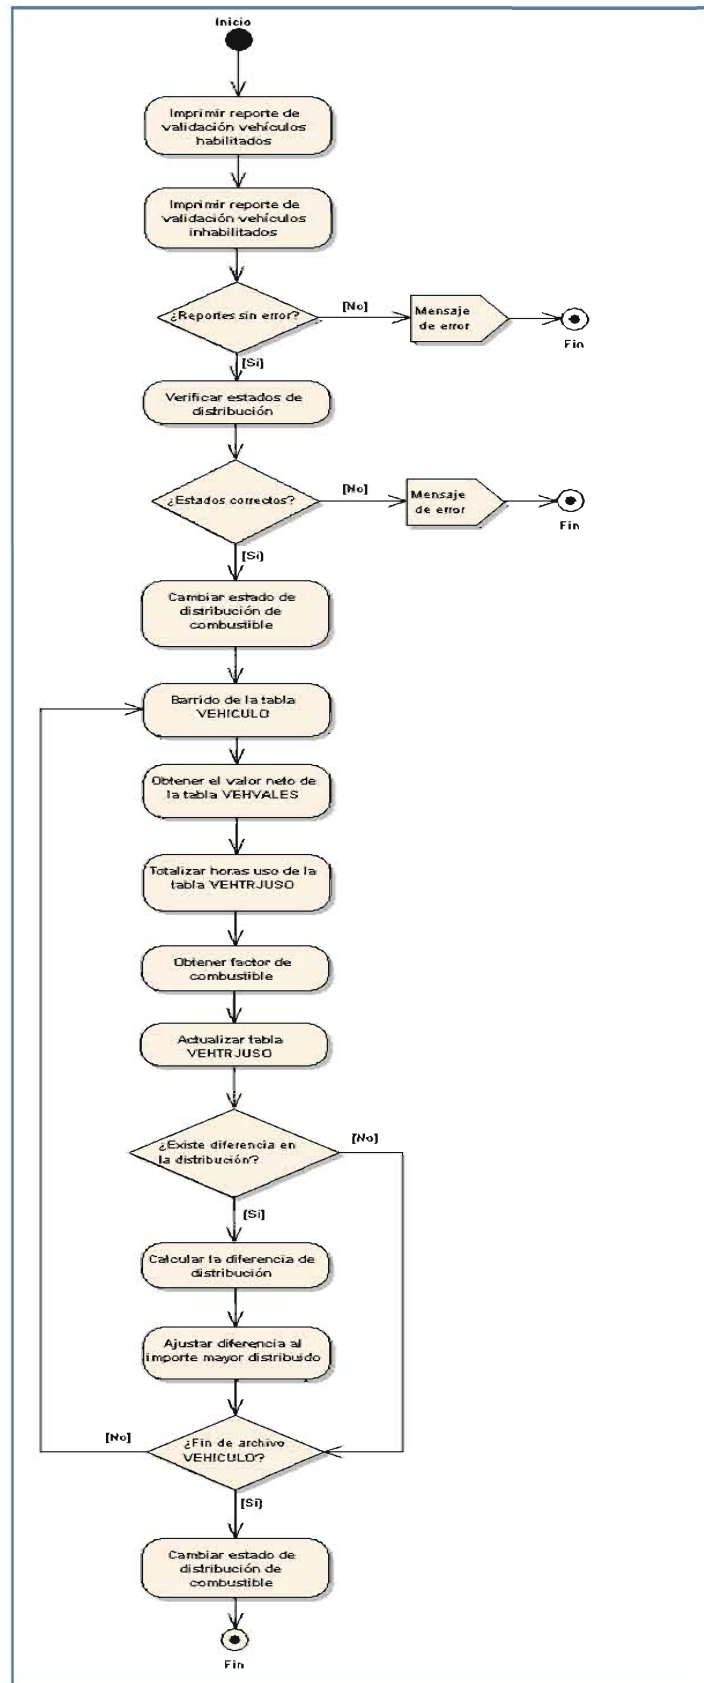 Inicio
Imprimir reporte de
validación vehículos
habilitados
Imprimir reporte de
validación vehículos
inhabilitados
¿Reportes sin error?
[No]
Mensaje
de error
Fin
[Si]
Verificar estados de
distribución
¿Estados correctos?
[No]
Mensaje
de error
Fin
[Si]
Cambiar estado de
distribución de
combustible
Barrido de la tabla
VEHICULO
Obtener el valor neto de
la tabla VEHVALES
Totalizar horas uso de la
tabla VEHTRJUSO
Obtener factor de
combustible
Actualizar tabla
VEHTRJUSO
¿Existe diferencia en
la distribución?
[No]
[Si]
Calcular la diferencia de
distribución
Ajustar diferencia al
importe mayor distribuido
[No]
¿Fin de archivo
VEHICULO?
[Si]
Cambiar estado de
distribución de
combustible
Fin